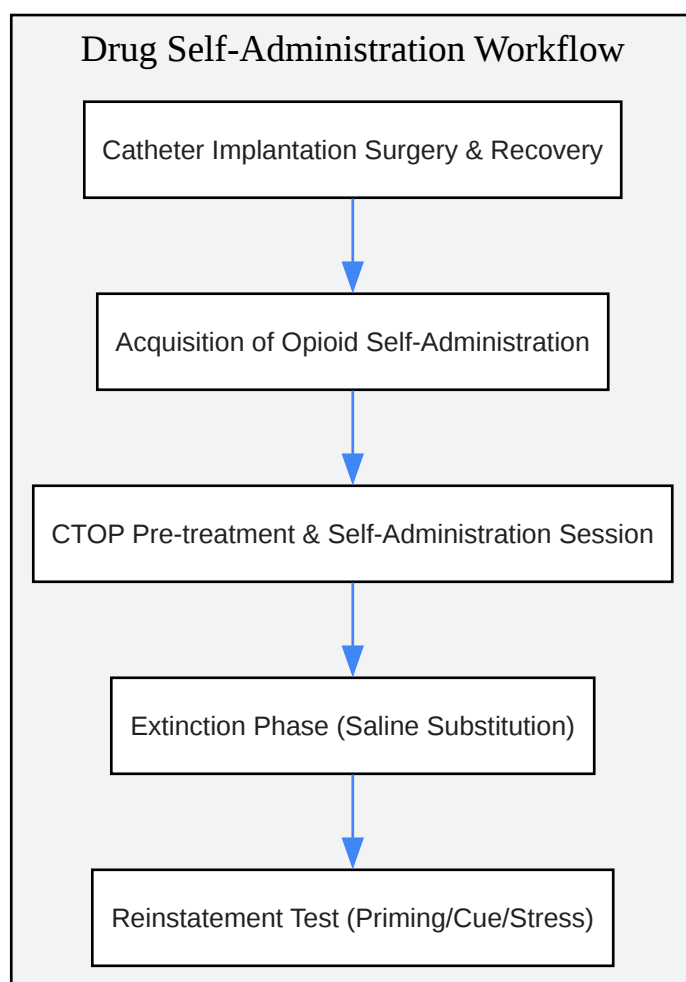 Drug Self-Administration Workflow
Catheter Implantation Surgery & Recovery
Acquisition of Opioid Self-Administration
CTOP Pre-treatment & Self-Administration Session
Extinction Phase (Saline Substitution)
Reinstatement Test (Priming/Cue/Stress)